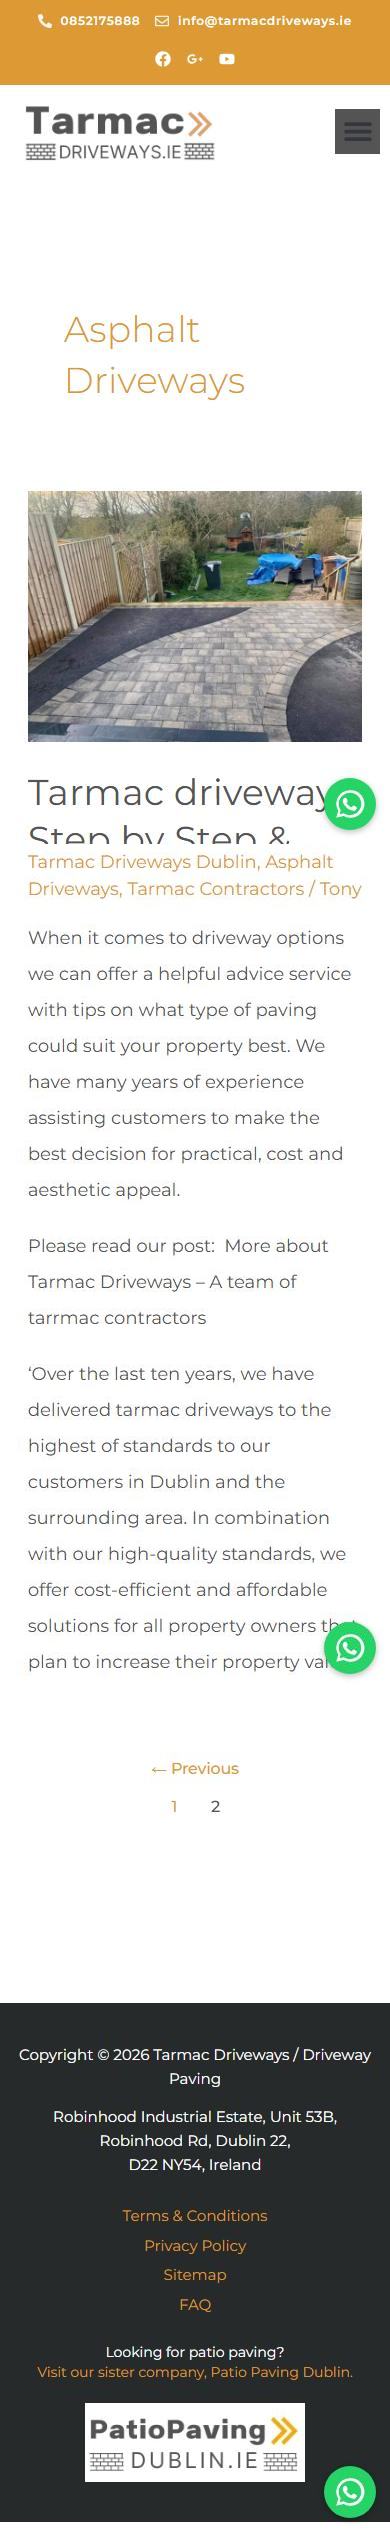 0852175888 info@tarmacdriveways.ie
Tarmac
DRIVEWAYS.IE
Asphalt
Driveways
Tarmac driveway
Step by Step &
Tarmac Driveways Dublin, Asphalt
Driveways, Tarmac Contractors / Tony
When it comes to driveway options
we can offer a helpful advice service
with tips on what type of paving
could suit your property best. We
have many years of experience
assisting customers to make the
best decision for practical, cost and
aesthetic appeal.
Please read our post:  More about
Tarmac Driveways – A team of
tarrmac contractors
‘Over the last ten years, we have
delivered tarmac driveways to the
highest of standards to our
customers in Dublin and the
surrounding area. In combination
with our high-quality standards, we
offer cost-efficient and affordable
solutions for all property owners that
plan to increase their property
← Previous
1 2
Copyright © 2026 Tarmac Driveways / Driveway
Paving
Robinhood Industrial Estate, Unit 53B,
Robinhood Rd, Dublin 22,
D22 NY54, Ireland
Terms & Conditions
Privacy Policy
Sitemap
FAQ
Looking for patio paving?
Visit our sister company, Patio Paving Dublin.
PatioPaving
DUBLIN.IE